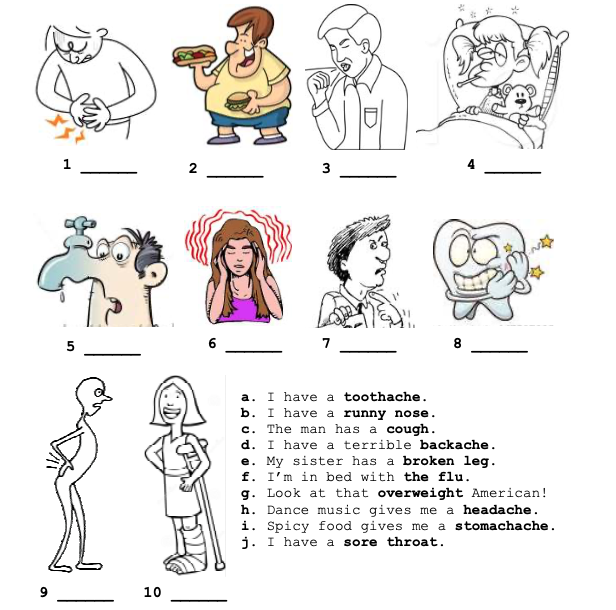 1 ______ 2 ______ 3 ______ 4 ______
5 ______ 6 ______ 7 ______ 8 ______
a. I have a toothache.
b. I have a runny nose.
c. The man has a cough.
d. I have a terrible backache.
e. My sister has a broken leg.
f. I'm in bed with the flu.
g. Look at that overweight American!
h. Dance music gives me a headache.
i. Spicy food gives me a stomachache.
j. I have a sore throat.
9 ______ 10 ______